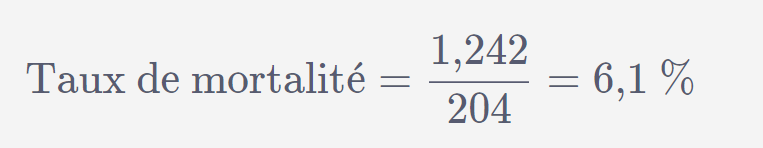 Taux de mortalité = 1,242 / 204 = 6,1 %